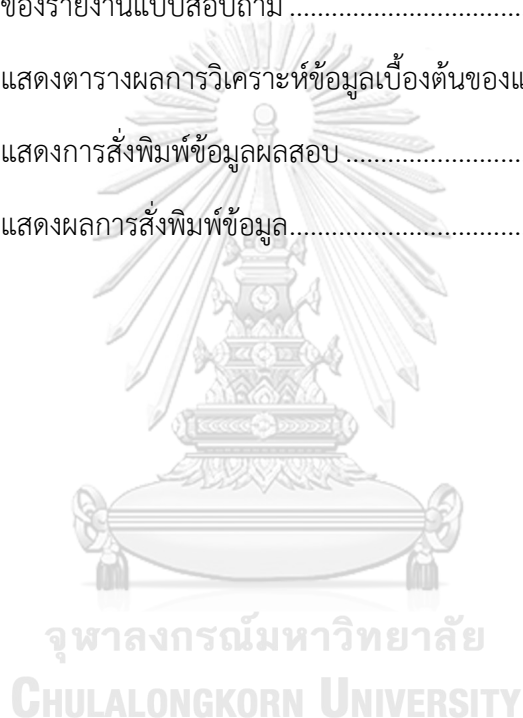 ของรายงานแบบสอบถาม ................................
แสดงตารางผลการวิเคราะห์ข้อมูลเบื้องต้นของแ
แสดงการสั่งพิมพ์ข้อมูลผลสอบ ........................
แสดงผลการสั่งพิมพ์ข้อมูล................................
จุฬาลงกรณ์มหาวิทยาลัย
CHULALONGKORN UNIVERSITY